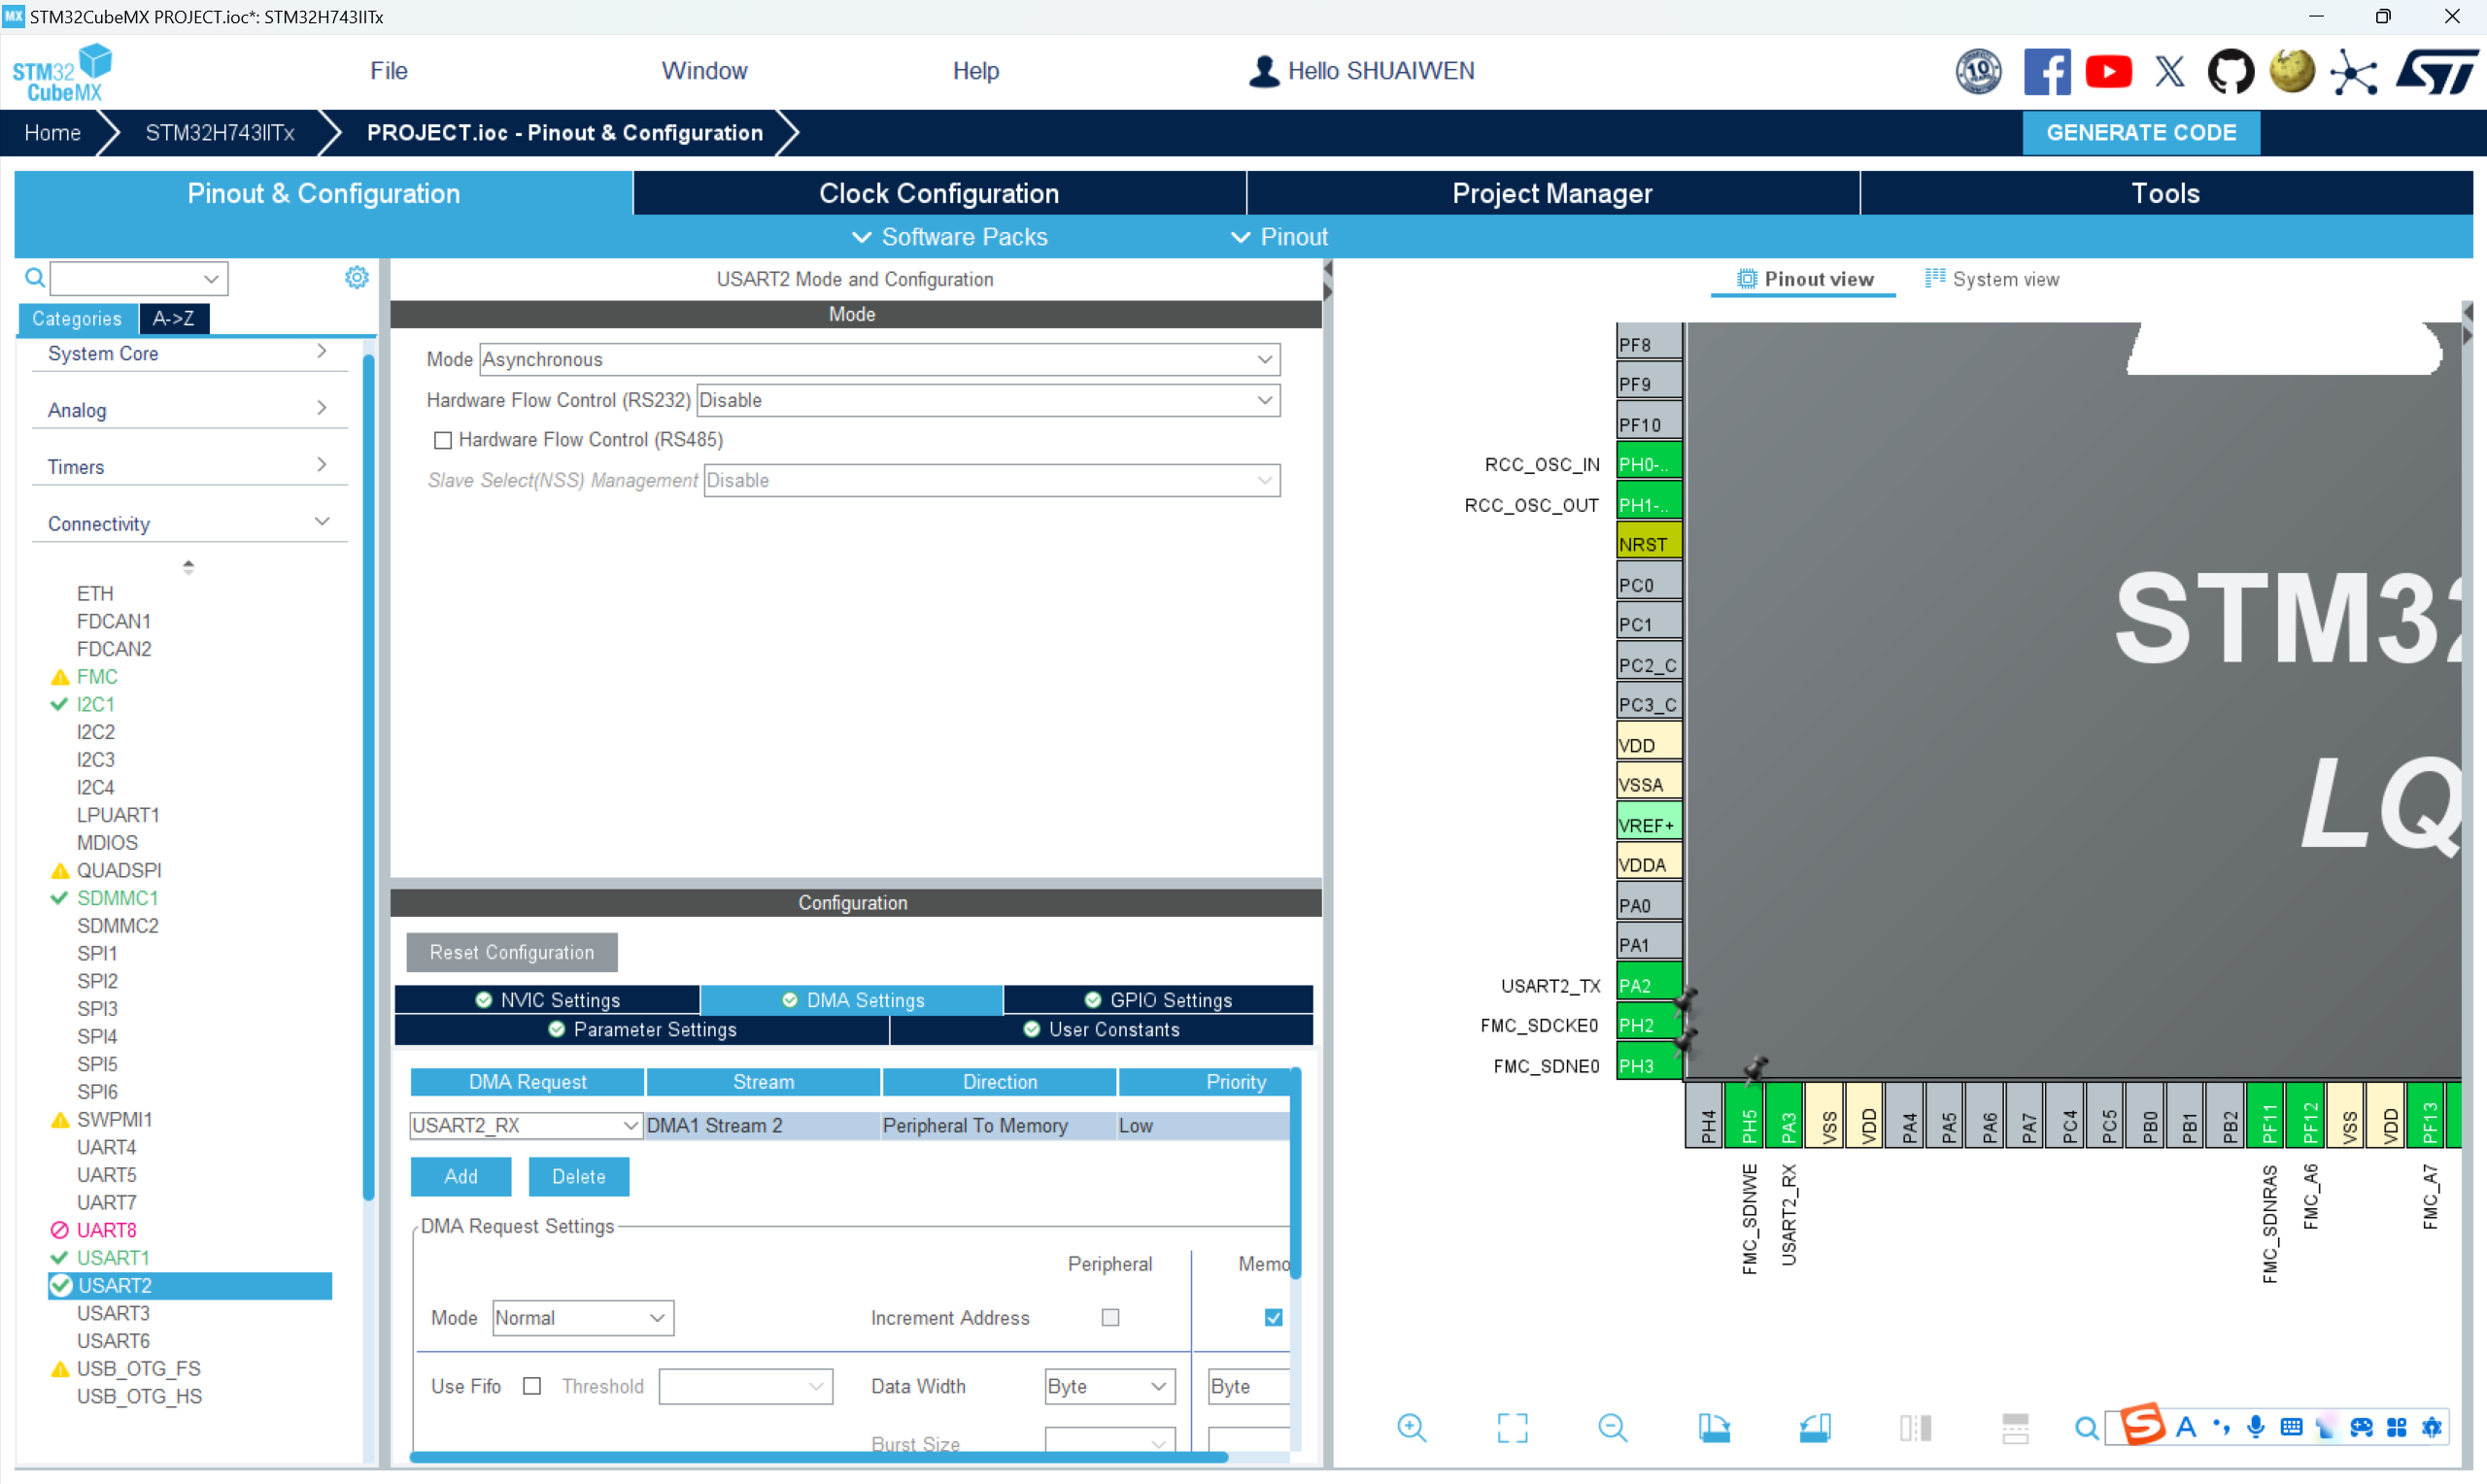 MX STM32CubeMX PROJECT.ioc*: STM32H743IITx
STM32 CubeMX
File
Window
Help
Hello SHUAIWEN
10
Home
STM32H743IITx
PROJECT.ioc - Pinout & Configuration
GENERATE CODE
Pinout & Configuration
Clock Configuration
Project Manager
Tools
Software Packs
Pinout
Categories
A->Z
System Core
Analog
Timers
Connectivity
ETH
FDCAN1
FDCAN2
FMC
I2C1
I2C2
I2C3
I2C4
LPUART1
MDIOS
QUADSPI
SDMMC1
SDMMC2
SPI1
SPI2
SPI3
SPI4
SPI5
SPI6
SWPMI1
UART4
UART5
UART7
UART8
USART1
USART2
USART3
USART6
USB_OTG_FS
USB_OTG_HS
USART2 Mode and Configuration
Mode
Mode Asynchronous
Hardware Flow Control (RS232) Disable
Hardware Flow Control (RS485)
Slave Select(NSS) Management Disable
Configuration
Reset Configuration
NVIC Settings
DMA Settings
GPIO Settings
Parameter Settings
User Constants
DMA Request
Stream
Direction
Priority
USART2_RX
DMA1 Stream 2
Peripheral To Memory
Low
Add
Delete
DMA Request Settings
Peripheral
Memo
Mode Normal
Increment Address
Use Fifo
Threshold
Data Width
Byte
Byte
Burst Size
Pinout view
System view
PF8
PF9
PF10
RCC_OSC_IN PH0-..
RCC_OSC_OUT PH1-..
NRST
PC0
PC1
PC2_C
PC3_C
VDD
VSSA
VREF+
VDDA
PA0
PA1
USART2_TX PA2
FMC_SDCKE0 PH2
FMC_SDNE0 PH3
STM32
LQ
PH4
PH5
PA3
VSS
VDD
PA4
PA5
PA6
PA7
PC4
PC5
PB0
PB1
PB2
PF11
PF12
VSS
VDD
PF13
FMC_SDNWE
USART2_RX
FMC_SDNRAS
FMC_A6
FMC_A7
S A